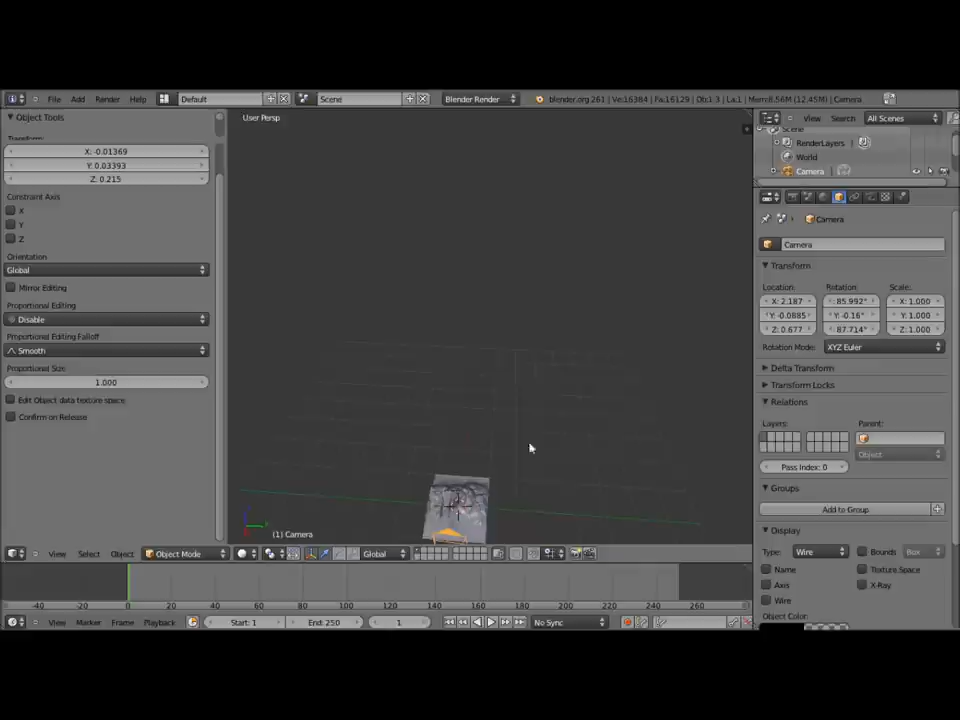 File Add Render Help Default Scene Blender Render blender.org 261 | Ve:16384 | Fa:16129 | Ob:1-3 | La:1 | Mem:8.56M (12.45M) | Camera
Object Tools
Transform
X: -0.01369
Y: 0.03393
Z: 0.215
Constraint Axis
X
Y
Z
Orientation
Global
Mirror Editing
Proportional Editing
Disable
Proportional Editing Falloff
Smooth
Proportional Size
1.000
Edit Object data texture space
Confirm on Release
User Persp
(1) Camera
View Select Object Object Mode Global
-40 -20 0 20 40 60 80 100 120 140 160 180 200 220 240 260
View Marker Frame Playback Start: 1 End: 250 1 No Sync
View Search All Scenes
Scene
RenderLayers
World
Camera
Camera
Camera
Transform
Location: Rotation: Scale:
X: 2.187 85.992° X: 1.000
Y: -0.0885 Y: -0.16° Y: 1.000
Z: 0.677 87.714° Z: 1.000
Rotation Mode: XYZ Euler
Delta Transform
Transform Locks
Relations
Layers: Parent:
Object
Pass Index: 0
Groups
Add to Group
Display
Type: Wire Bounds Box
Name Texture Space
Axis X-Ray
Wire
Object Color: